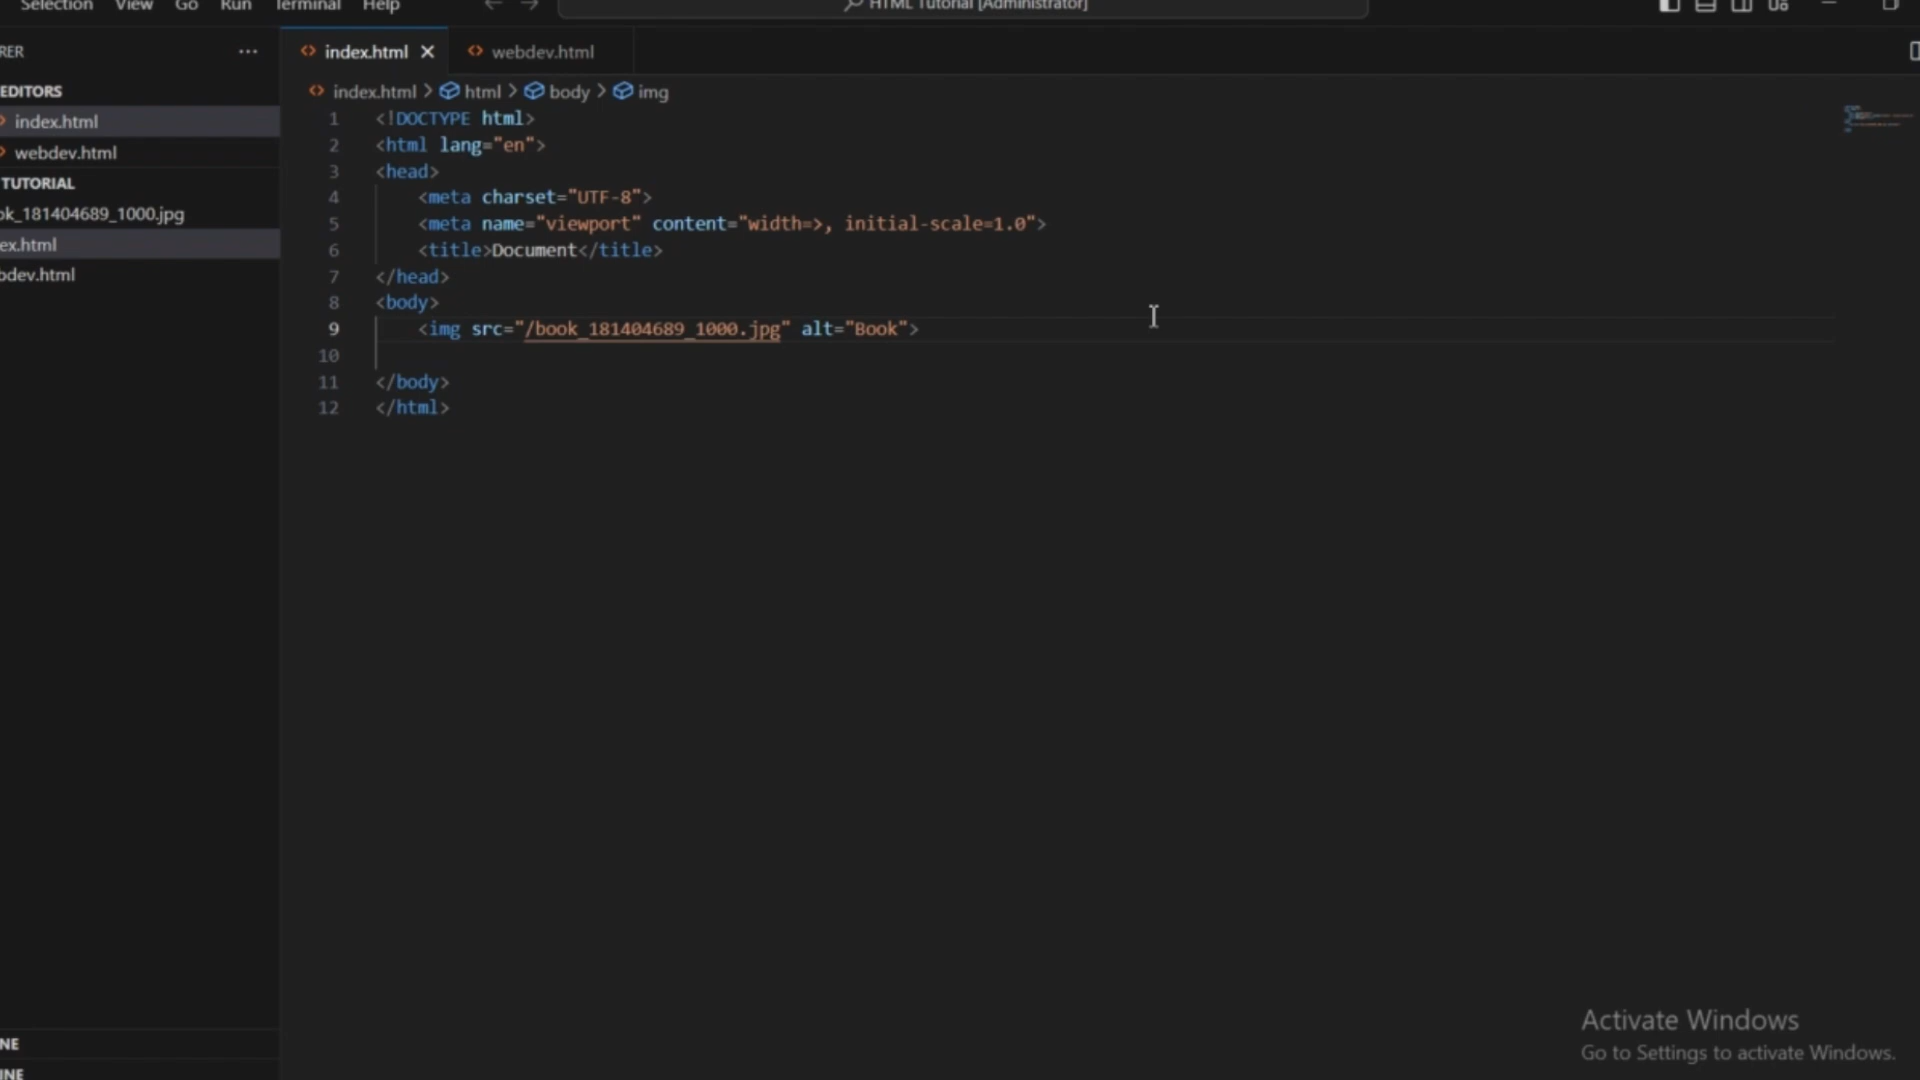 Selection View Go Run Terminal Help
HTML Tutorial [Administrator]
RER
index.html
webdev.html
EDITORS
index.html
webdev.html
TUTORIAL
ok_181404689_1000.jpg
ex.html
bdev.html
index.html > html > body > img
1 <!DOCTYPE html>
2 <html lang="en">
3 <head>
4 <meta charset="UTF-8">
5 <meta name="viewport" content="width=>, initial-scale=1.0">
6 <title>Document</title>
7 </head>
8 <body>
9 <img src="/book_181404689_1000.jpg" alt="Book">
10
11 </body>
12 </html>
NE
INE
Activate Windows
Go to Settings to activate Windows.